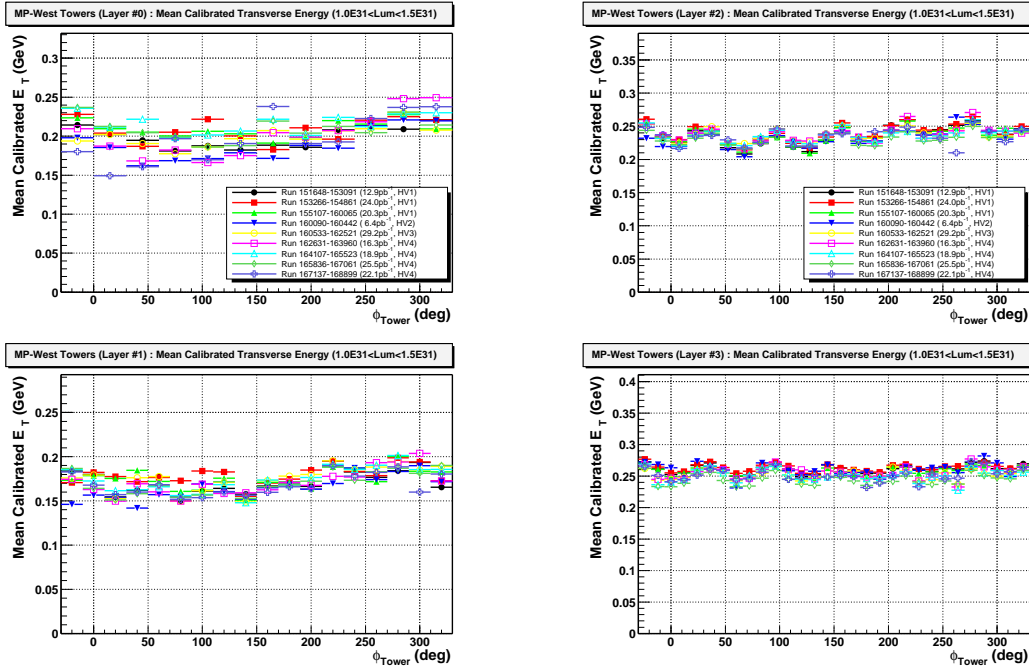 MP-West Towers (Layer #0) : Mean Calibrated Transverse Energy (1.0E31<Lum<1.5E31)
Mean Calibrated E T (GeV)
0.3
0.25
0.2
0.15
0.1
0.05
0
Run 151648-153091 (12.9pb-1, HV1)
Run 153266-154861 (24.0pb-1, HV1)
Run 155107-160065 (20.3pb-1, HV1)
Run 160090-160442 ( 6.4pb-1, HV2)
Run 160533-162521 (29.2pb-1, HV3)
Run 162631-163960 (16.3pb-1, HV4)
Run 164107-165523 (18.9pb-1, HV4)
Run 165836-167061 (25.5pb-1, HV4)
Run 167137-168899 (22.1pb-1, HV4)
0 50 100 150 200 250 300
ϕTower (deg)
MP-West Towers (Layer #2) : Mean Calibrated Transverse Energy (1.0E31<Lum<1.5E31)
Mean Calibrated E T (GeV)
0.35
0.3
0.25
0.2
0.15
0.1
0.05
0
Run 151648-153091 (12.9pb-1, HV1)
Run 153266-154861 (24.0pb-1, HV1)
Run 155107-160065 (20.3pb-1, HV1)
Run 160090-160442 ( 6.4pb-1, HV2)
Run 160533-162521 (29.2pb-1, HV3)
Run 162631-163960 (16.3pb-1, HV4)
Run 164107-165523 (18.9pb-1, HV4)
Run 165836-167061 (25.5pb-1, HV4)
Run 167137-168899 (22.1pb-1, HV4)
0 50 100 150 200 250 300
ϕTower (deg)
MP-West Towers (Layer #1) : Mean Calibrated Transverse Energy (1.0E31<Lum<1.5E31)
Mean Calibrated E T (GeV)
0.25
0.2
0.15
0.1
0.05
0
0 50 100 150 200 250 300
ϕTower (deg)
MP-West Towers (Layer #3) : Mean Calibrated Transverse Energy (1.0E31<Lum<1.5E31)
Mean Calibrated E T (GeV)
0.4
0.35
0.3
0.25
0.2
0.15
0.1
0.05
0
0 50 100 150 200 250 300
ϕTower (deg)